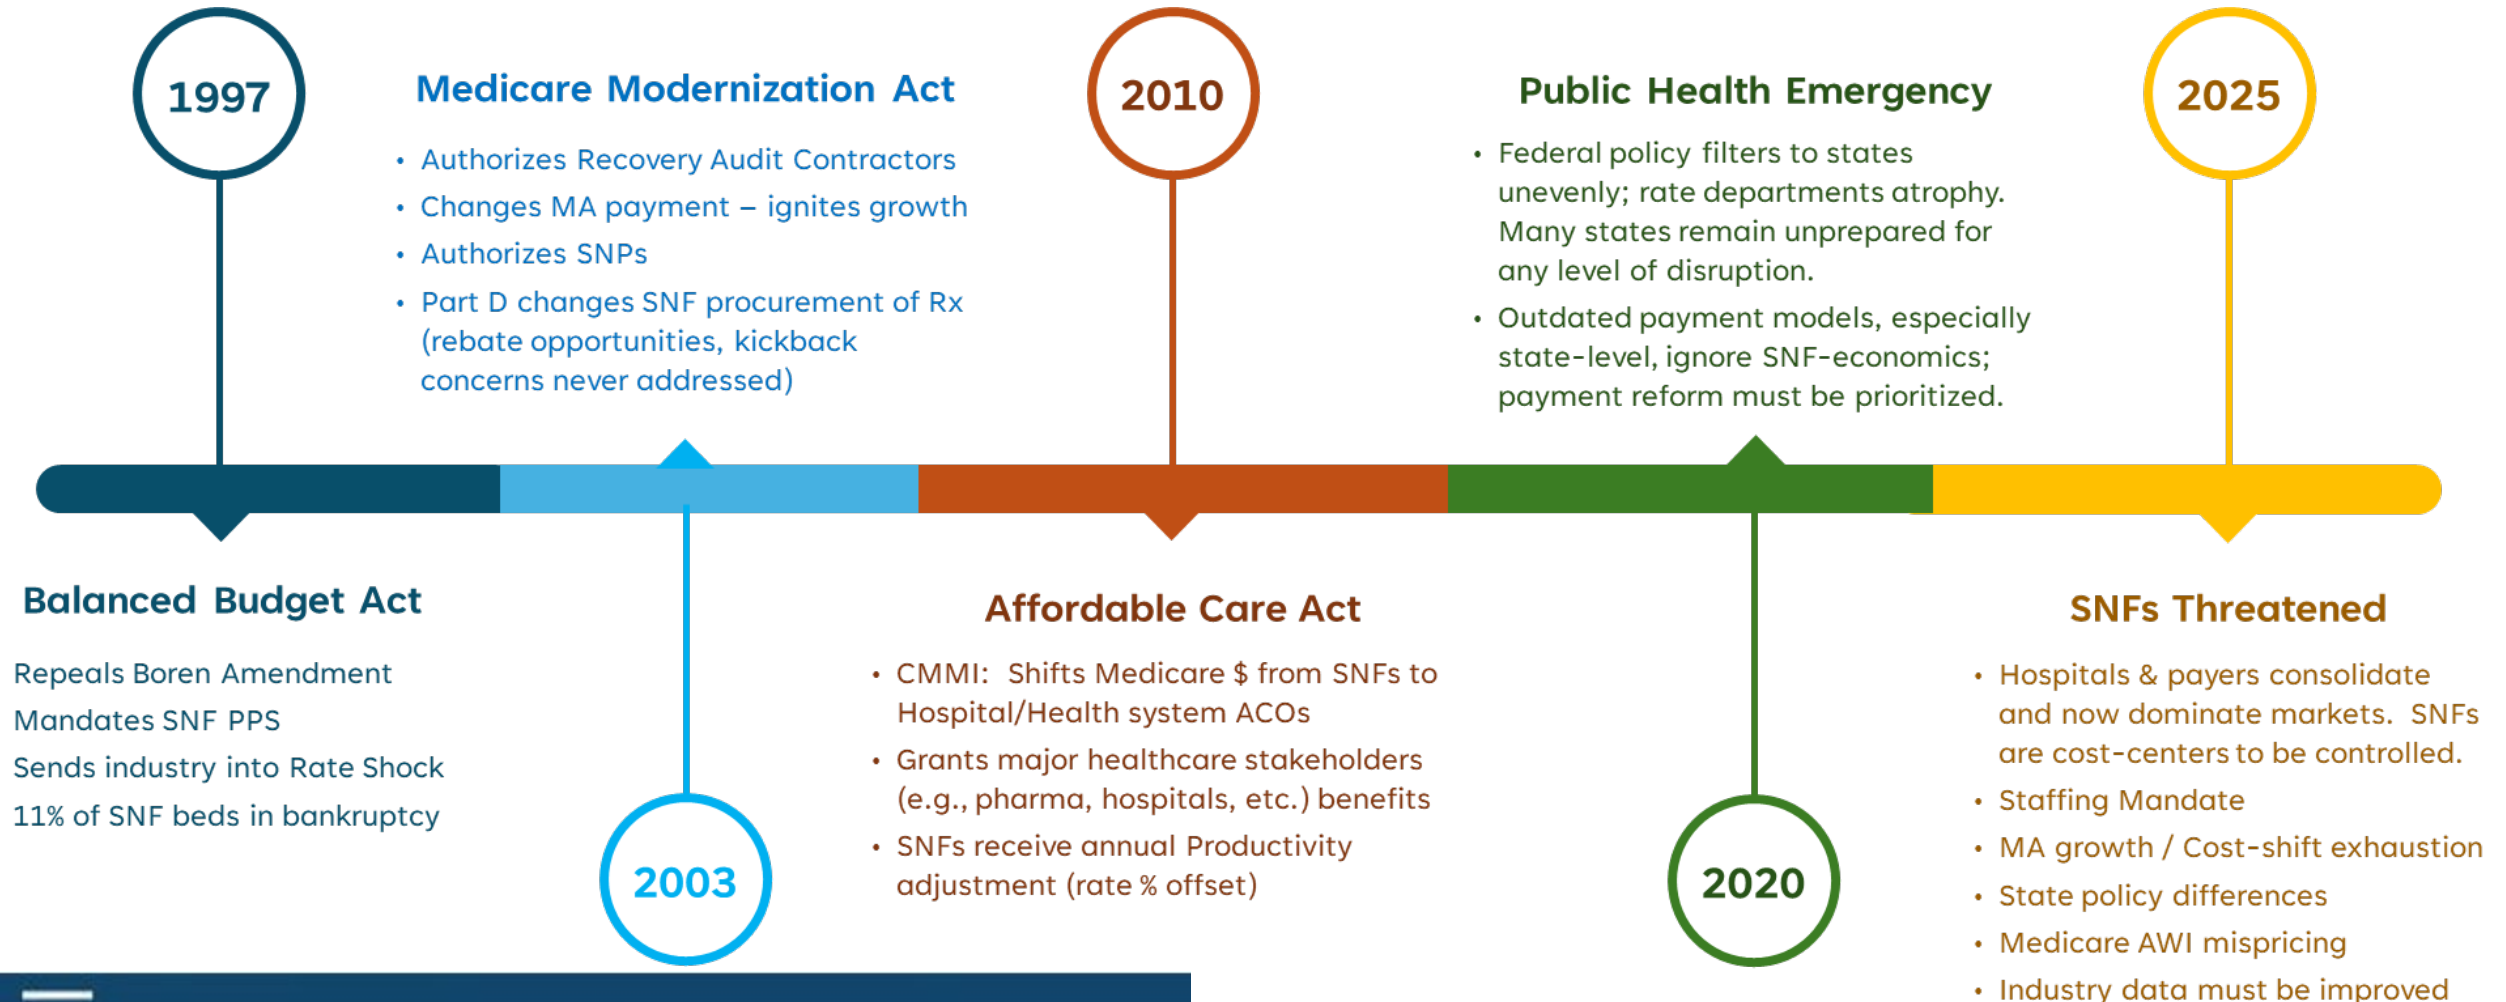 1997
Balanced Budget Act
Repeals Boren Amendment
Mandates SNF PPS
Sends industry into Rate Shock
11% of SNF beds in bankruptcy
Medicare Modernization Act
• Authorizes Recovery Audit Contractors
• Changes MA payment – ignites growth
• Authorizes SNPs
• Part D changes SNF procurement of Rx
(rebate opportunities, kickback
concerns never addressed)
2003
2010
Affordable Care Act
• CMMI: Shifts Medicare $ from SNFs to
Hospital/Health system ACOs
• Grants major healthcare stakeholders
(e.g., pharma, hospitals, etc.) benefits
• SNFs receive annual Productivity
adjustment (rate % offset)
Public Health Emergency
• Federal policy filters to states
unevenly; rate departments atrophy.
Many states remain unprepared for
any level of disruption.
• Outdated payment models, especially
state-level, ignore SNF-economics;
payment reform must be prioritized.
2020
2025
SNFs Threatened
• Hospitals & payers consolidate
and now dominate markets. SNFs
are cost-centers to be controlled.
• Staffing Mandate
• MA growth / Cost-shift exhaustion
• State policy differences
• Medicare AWI mispricing
• Industry data must be improved